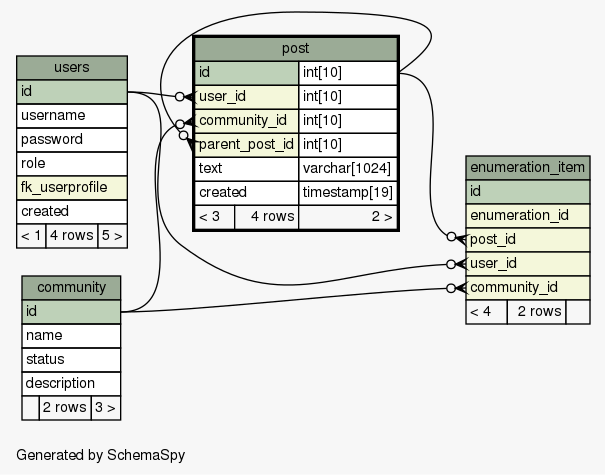 users
id
username
password
role
fk_userprofile
created
< 1 4 rows 5 >
post
id int[10]
user_id int[10]
community_id int[10]
parent_post_id int[10]
text varchar[1024]
created timestamp[19]
< 3 4 rows 2 >
enumeration_item
id
enumeration_id
post_id
user_id
community_id
< 4 2 rows
community
id
name
status
description
2 rows 3 >
Generated by SchemaSpy